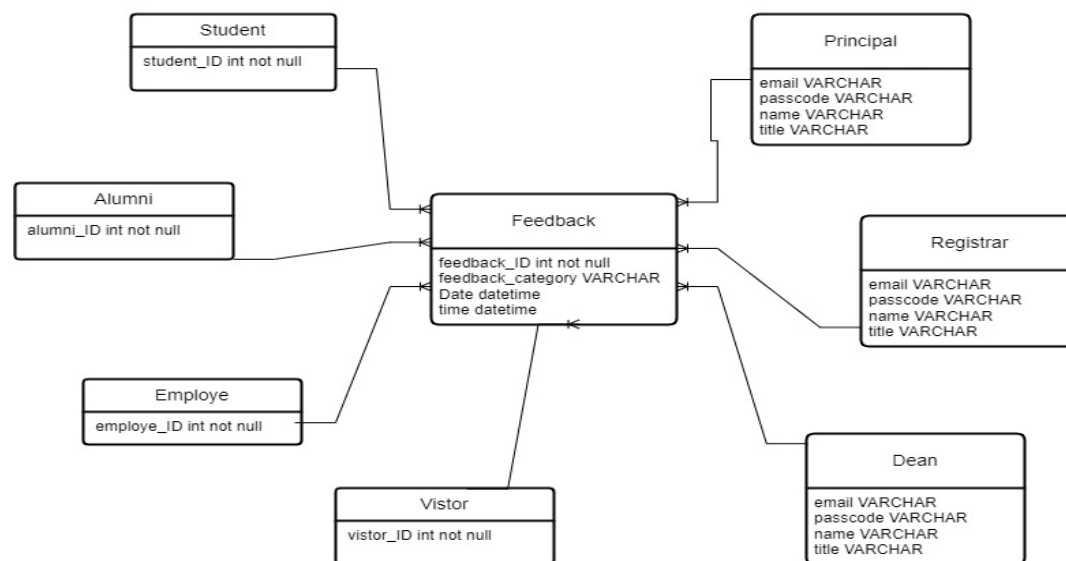 Student
student_ID int not null
Principal
email VARCHAR
passcode VARCHAR
name VARCHAR
title VARCHAR
Alumni
alumni_ID int not null
Feedback
feedback_ID int not null
feedback_category VARCHAR
Date datetime
time datetime
Registrar
email VARCHAR
passcode VARCHAR
name VARCHAR
title VARCHAR
Employe
employe_ID int not null
Vistor
vistor_ID int not null
Dean
email VARCHAR
passcode VARCHAR
name VARCHAR
title VARCHAR